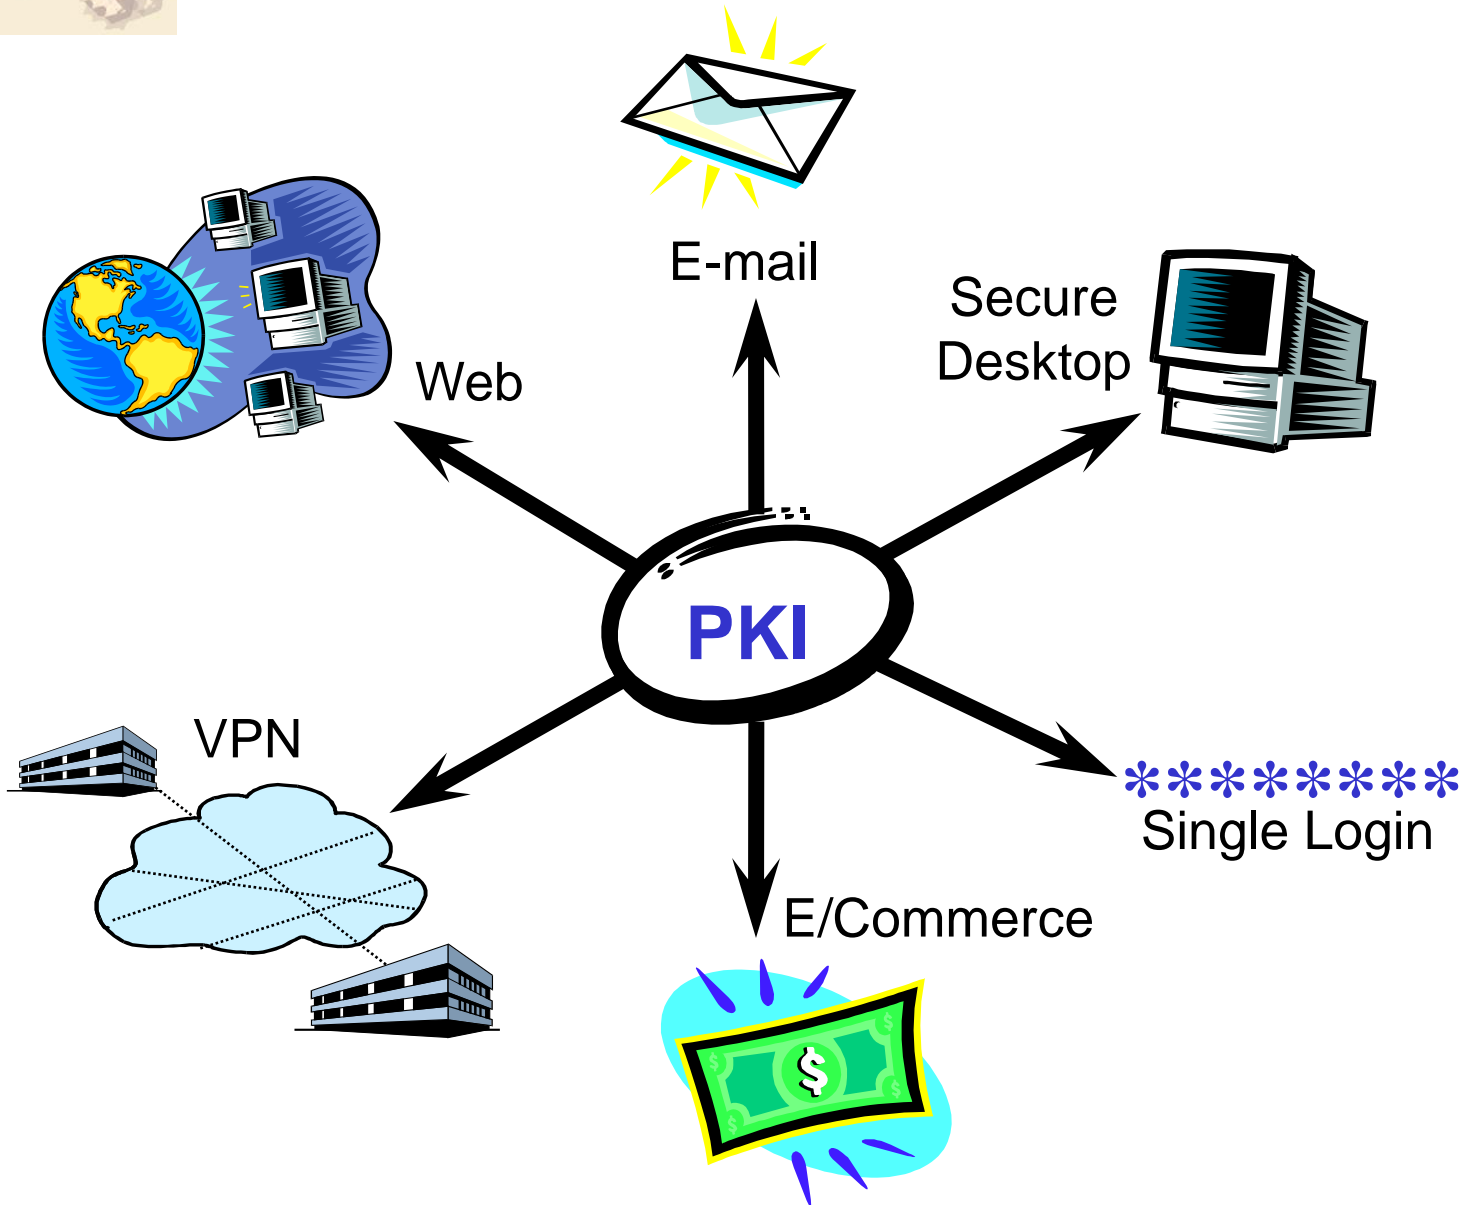 E-mail
Secure
Desktop
Web
PKI
VPN
********
Single Login
E/Commerce
$